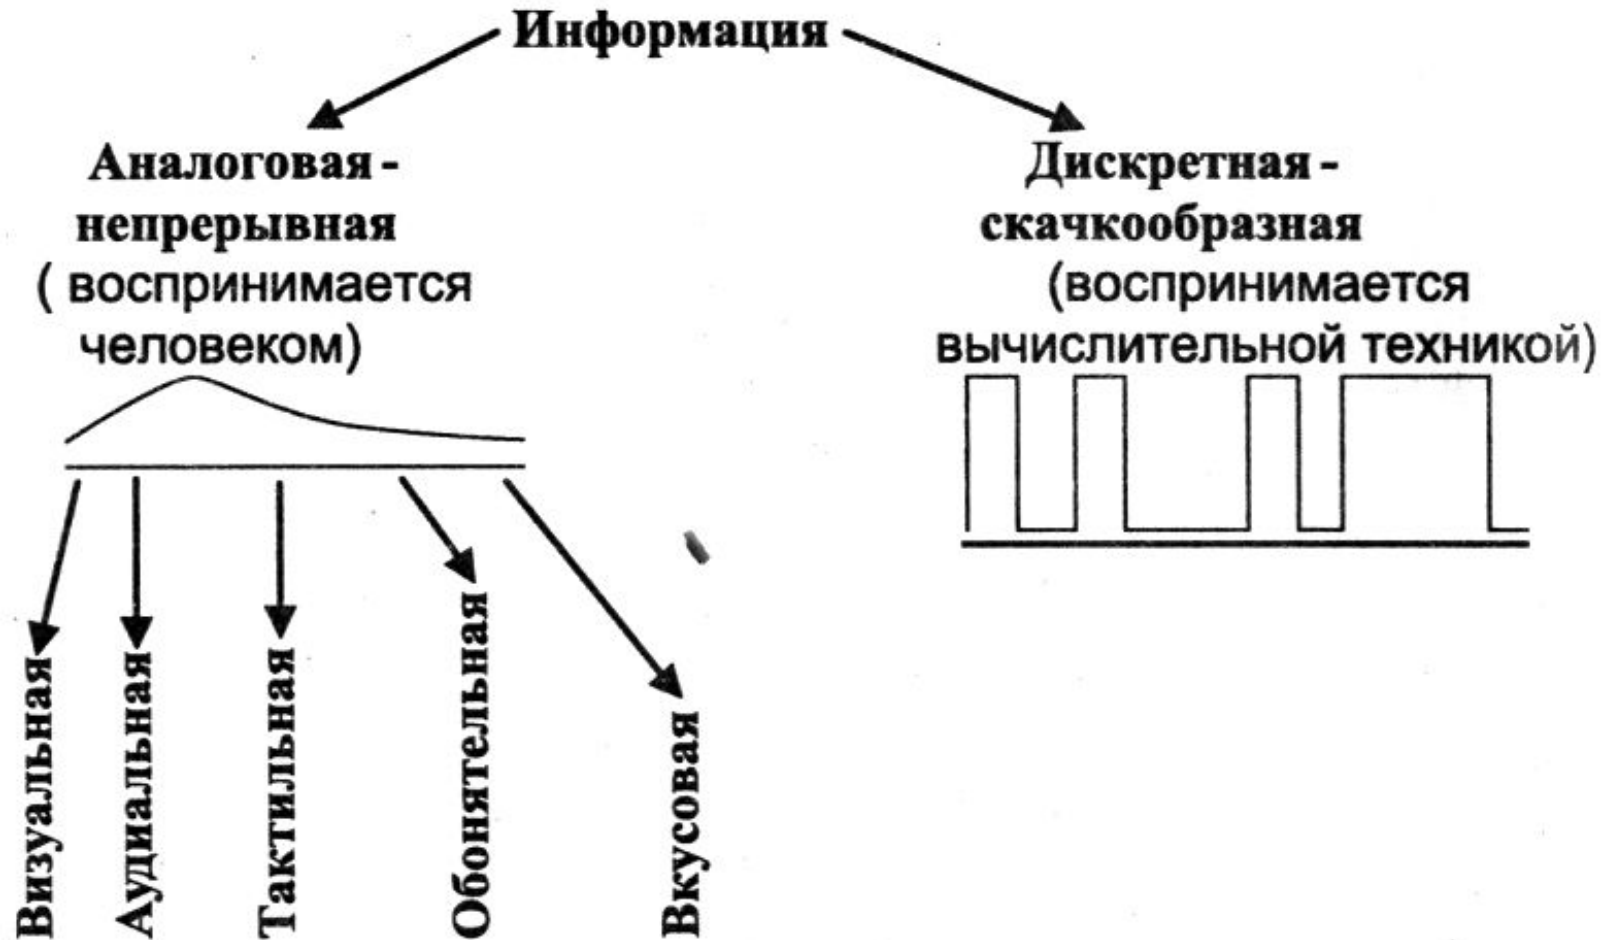 Информация
Аналоговая -
непрерывная
( воспринимается
человеком)
Дискретная -
скачкообразная
(воспринимается
вычислительной техникой)
Визуальная
Аудиальная
Тактильная
Обонятельная
Вкусовая